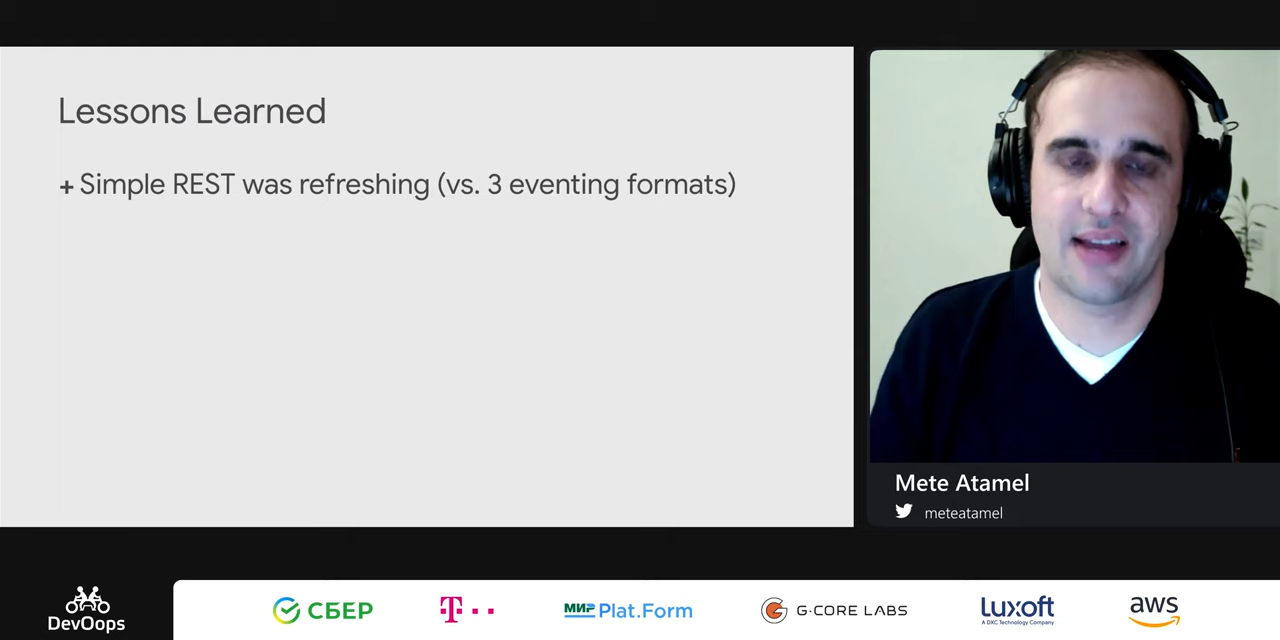 Lessons Learned
+ Simple REST was refreshing (vs. 3 eventing formats)
Mete Atamel
meteatamel
DevOops
СБЕР
T
МИР Plat.Form
G·CORE LABS
luxoft
A DXC Technology Company
aws